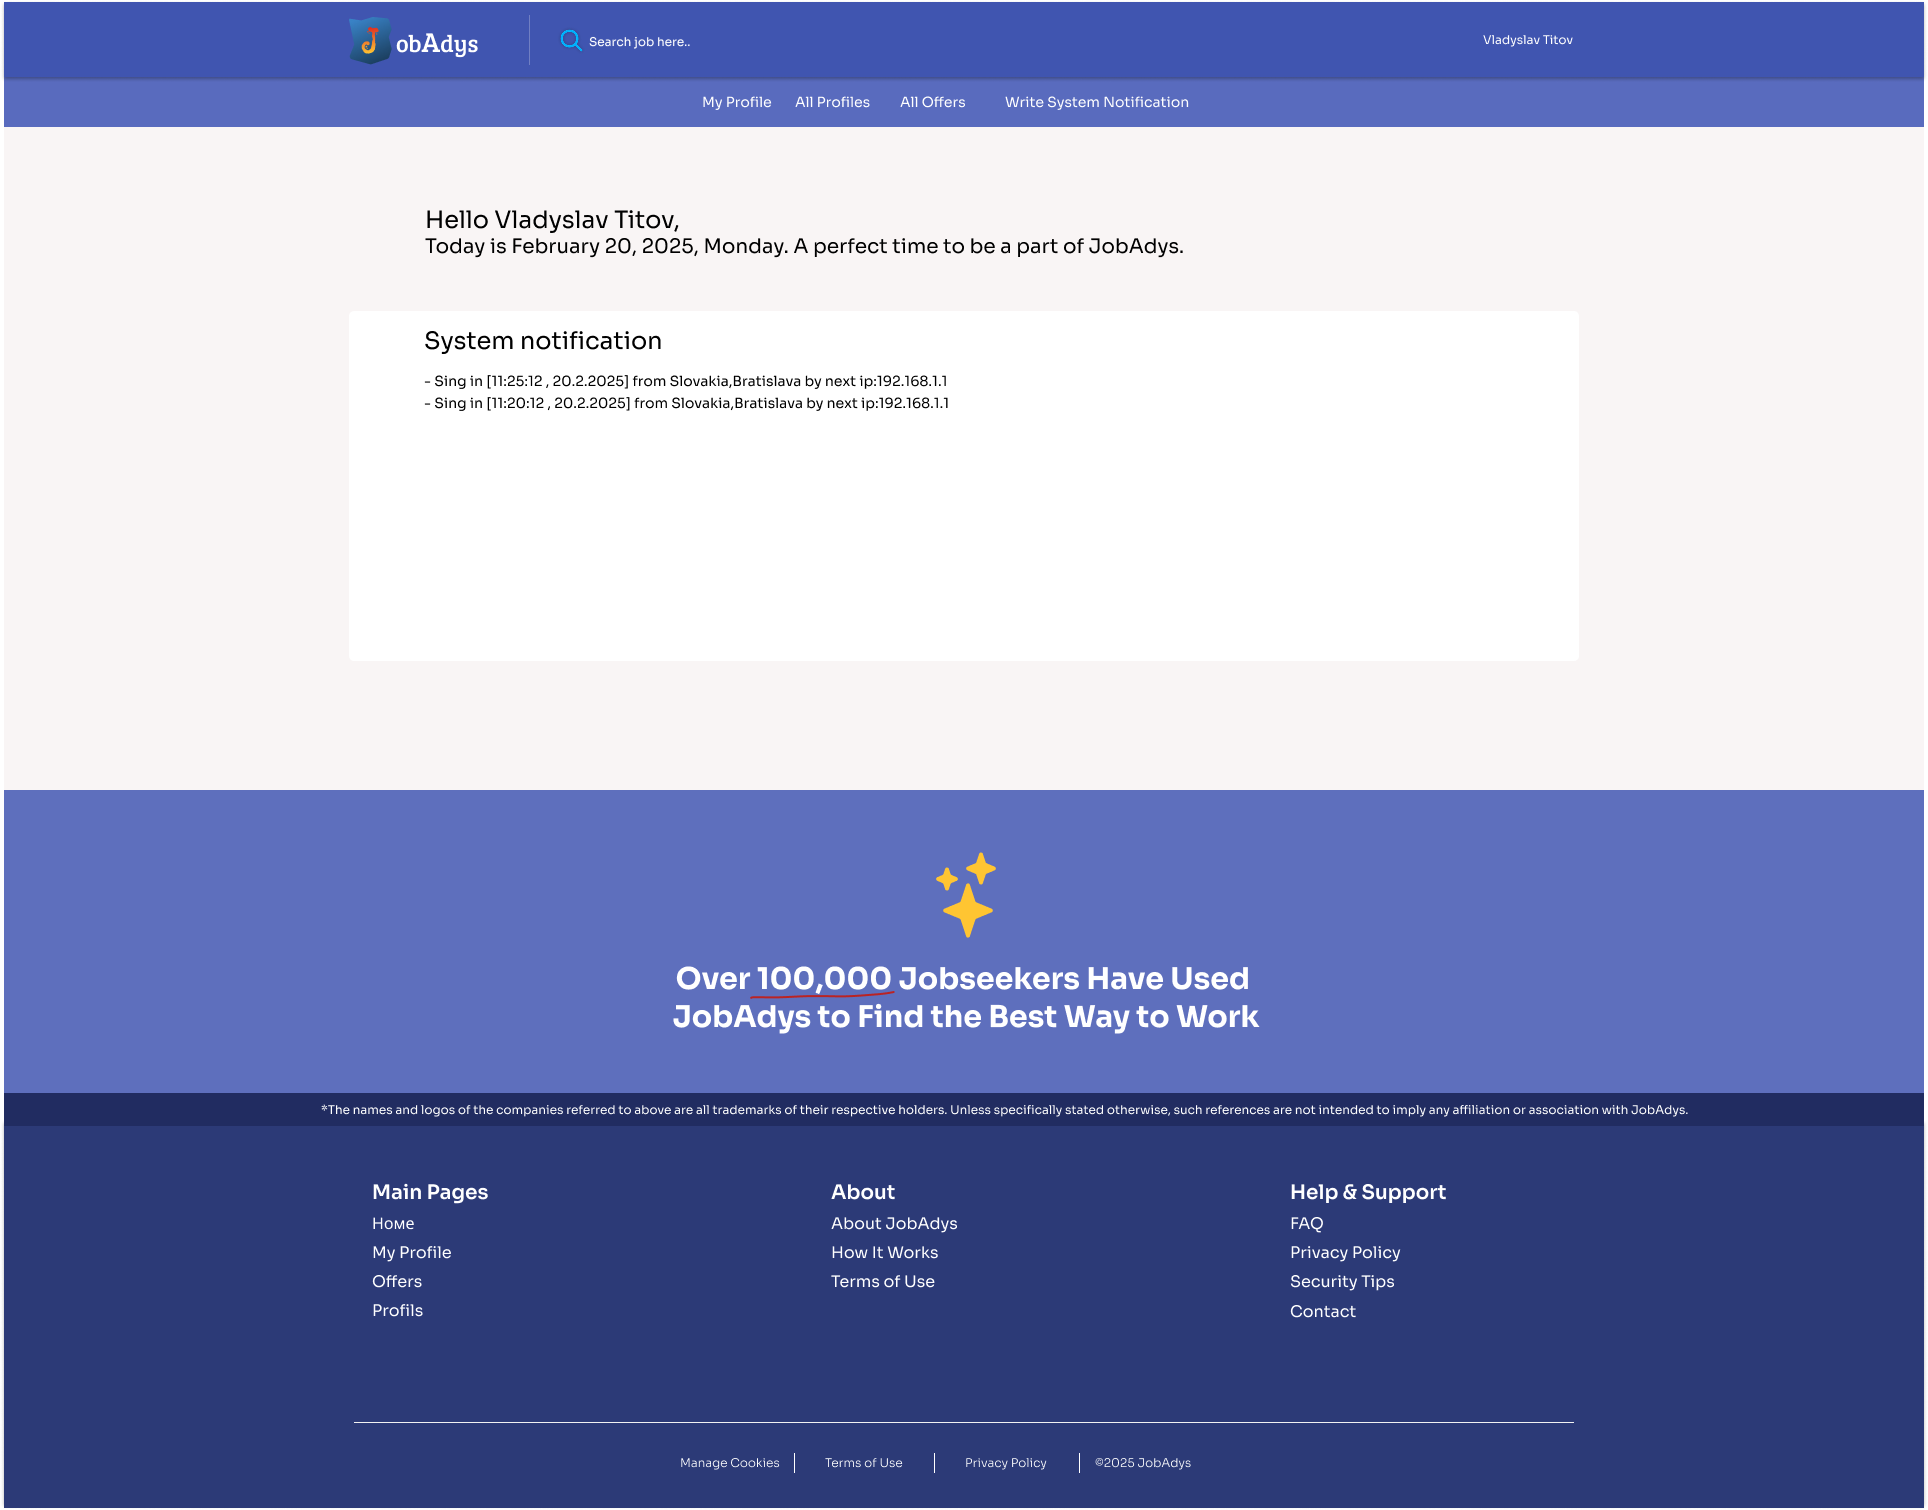 JobAdys
Search job here..
Vladyslav Titov
My Profile
All Profiles
All Offers
Write System Notification
Hello Vladyslav Titov,
Today is February 20, 2025, Monday. A perfect time to be a part of JobAdys.
System notification
- Sing in [11:25:12 , 20.2.2025] from Slovakia,Bratislava by next ip:192.168.1.1
- Sing in [11:20:12 , 20.2.2025] from Slovakia,Bratislava by next ip:192.168.1.1
Over 100,000 Jobseekers Have Used
JobAdys to Find the Best Way to Work
*The names and logos of the companies referred to above are all trademarks of their respective holders. Unless specifically stated otherwise, such references are not intended to imply any affiliation or association with JobAdys.
Main Pages
Номе
My Profile
Offers
Profils
About
About JobAdys
How It Works
Terms of Use
Help & Support
FAQ
Privacy Policy
Security Tips
Contact
Manage Cookies
Terms of Use
Privacy Policy
©2025 JobAdys